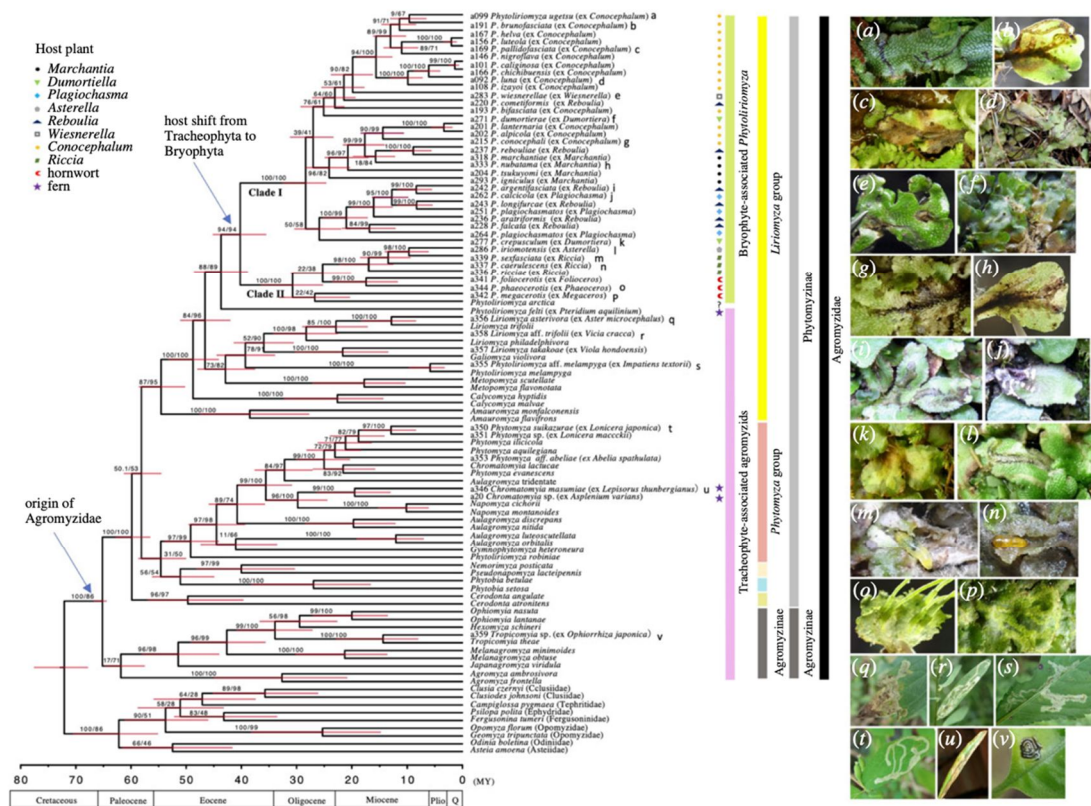 Host plant
Marchantia
Dumortiella
Plagiochasma
Asterella
Reboulia
Wiesnerella
Conocephalum
Riccia
hornwort
fern
host shift from
Tracheophyta to
Bryophyta
origin of
Agromyzidae
Clade I
Clade II
a099 Phytoliriomyza ugetsu (ex Conocephalum) a
a191 P. brunofasciata (ex Conocephalum) b
a167 P. helva (ex Conocephalum)
a156 P. luteola (ex Conocephalum)
a169 P. pallidofasciata (ex Conocephalum) c
a146 P. nigroflava (ex Conocephalum)
a101 P. caliginosa (ex Conocephalum)
a166 P. chichibuensis (ex Conocephalum)
a092 P. luna (ex Conocephalum) d
a108 P. izayoi (ex Conocephalum)
a283 P. wiesnerellae (ex Wiesnerella) e
a220 P. cometiformis (ex Reboulia)
a193 P. bifasciata (ex Conocephalum)
a271 P. dumortierae (ex Dumortiera) f
a201 P. lanternaria (ex Conocephalum)
a202 P. alpicola (ex Conocephalum)
a215 P. conocephali (ex Conocephalum) g
a237 P. rebouliae (ex Reboulia)
a318 P. marchantiae (ex Marchantia)
a333 P. nubatana (ex Marchantia) h
a204 P. tsukuyomi (ex Marchantia)
a293 P. igniculus (ex Marchantia)
a242 P. argentifasciata (ex Reboulia) i
a262 P. calcicola (ex Plagiochasma) j
a243 P. longifurcae (ex Reboulia)
a251 P. plagiochasmatos (ex Plagiochasma)
a236 P. aratriformis (ex Reboulia)
a228 P. falcata (ex Reboulia)
a264 P. plagiochasmatos (ex Plagiochasma)
a277 P. crepusculum (ex Dumortiera) k
a286 P. iriomotensis (ex Asterella) l
a339 P. sexfasciata (ex Riccia) m
a337 P. caerulescens (ex Riccia) n
a336 P. ricciae (ex Riccia)
a341 P. foliocerotis (ex Folioceros)
a344 P. phaeocerotis (ex Phaeoceros) o
a342 P. megacerotis (ex Megaceros) p
Phytoliriomyza arctica ?
Phytoliriomyza felti (ex Pteridium aquilinium)
a356 Liriomyza asterivora (ex Aster microcephalus) q
Liriomyza trifolii
a358 Liriomyza aff. trifolii (ex Vicia cracca) r
Liriomyza philadelphivora
a357 Liriomyza takakoae (ex Viola hondoensis)
Galiomyza violivora
a355 Phytoliriomyza aff. melampyga (ex Impatiens textorii) s
Phytoliriomyza melampyga
Metopomyza scutellate
Metopomyza flavonotata
Calycomyza hyptidis
Calycomyza malvae
Amauromyza monfalconensis
Amauromyza flavifrons
a350 Phytomyza suikazurae (ex Lonicera japonica) t
a351 Phytomyza sp. (ex Lonicera maccckii)
Phytomyza ilicicola
Phytomyza aquilegiana
a353 Phytomyza aff. abeliae (ex Abelia spathulata)
Chromatomyia lactucae
Phytomyza evanescens
Aulagromyza tridentate
a346 Chromatomyia masumiae (ex Lepisorus thunbergianus) u
a20 Chromatomyia sp. (ex Asplenium varians)
Napomyza cichorii
Napomyza montanoides
Aulagromyza discrepans
Aulagromyza nitida
Aulagromyza luteoscutellata
Aulagromyza orbitalis
Gymnophytomyza heteroneura
Phytoliriomyza robiniae
Nemorimyza posticata
Pseudonapomyza lacteipennis
Phytobia betulae
Phytobia setosa
Cerodonta angulate
Cerodonta atronitens
Ophiomyia nasuta
Ophiomyia lantanae
Hexomyza schineri
a359 Tropicomyia sp. (ex Ophiorrhiza japonica) v
Tropicomyia theae
Melanagromyza minimoides
Melanagromyza obtuse
Japanagromyza viridula
Agromyza ambrosivora
Agromyza frontella
Clusia czernyi (Cclusiidae)
Clusiodes johnsoni (Clusiidae)
Campiglossa pygmaea (Tephritidae)
Psilopa polita (Ephydridae)
Fergusonina tumeri (Fergusoninidae)
Opomyza florum (Opomyzidae)
Geomyza tripunctata (Opomyzidae)
Odinia boletina (Odiniidae)
Asteia amoena (Asteiidae)
Bryophyte-associated Phytoliriomyza
Tracheophyte-associated agromyzids
Liriomyza group
Phytomyza group
Agromyzinae
Phytomyzinae
Agromyzinae
Agromyzidae
80 70 60 50 40 30 20 10 0 (MY)
Cretaceous Paleocene Eocene Oligocene Miocene Plio Q
(a) (b)
(c) (d)
(e) (f)
(g) (h)
(i) (j)
(k) (l)
(m) (n)
(o) (p)
(q) (r) (s)
(t) (u) (v)